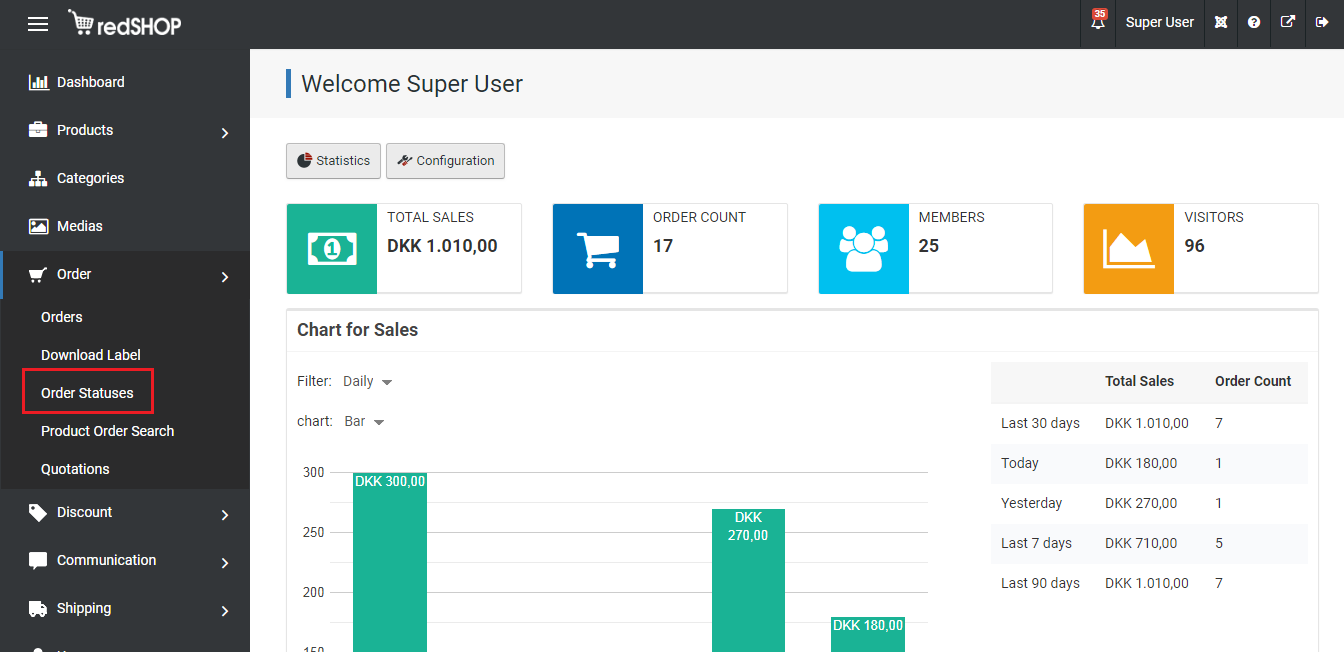 redSHOP
35
Super User
Dashboard
Products
Categories
Medias
Order
Orders
Download Label
Order Statuses
Product Order Search
Quotations
Discount
Communication
Shipping
Welcome Super User
Statistics
Configuration
TOTAL SALES
DKK 1.010,00
ORDER COUNT
17
MEMBERS
25
VISITORS
96
Chart for Sales
Filter: Daily
chart: Bar
300
250
200
150
DKK 300,00
DKK
270,00
DKK 180,00
Total Sales Order Count
Last 30 days DKK 1.010,00 7
Today DKK 180,00 1
Yesterday DKK 270,00 1
Last 7 days DKK 710,00 5
Last 90 days DKK 1.010,00 7